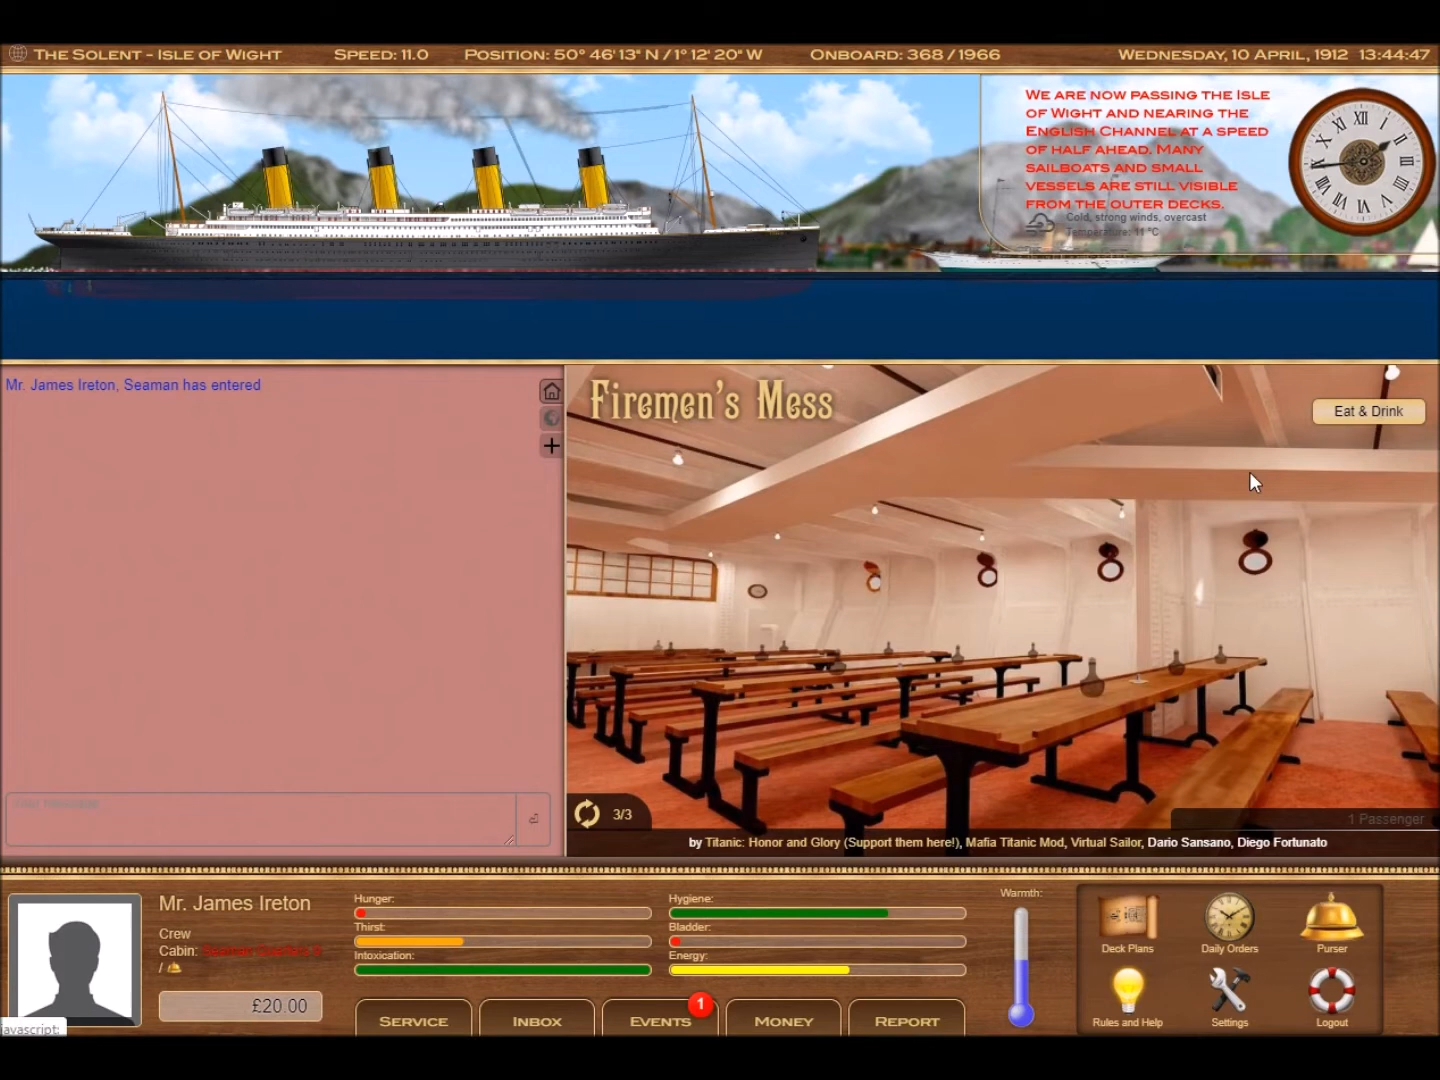 THE SOLENT - ISLE OF WIGHT SPEED: 11.0 POSITION: 50° 46' 13" N / 1° 12' 20" W ONBOARD: 368 / 1966 WEDNESDAY, 10 APRIL, 1912 13:44:47
WE ARE NOW PASSING THE ISLE
OF WIGHT AND NEARING THE
ENGLISH CHANNEL AT A SPEED
OF HALF AHEAD. MANY
SAILBOATS AND SMALL
VESSELS ARE STILL VISIBLE
FROM THE OUTER DECKS.
Cold, strong winds, overcast
Temperature: 11 °C
Mr. James Ireton, Seaman has entered
Firemen's Mess
Eat & Drink
3/3
1 Passenger
by Titanic: Honor and Glory (Support them here!), Mafia Titanic Mod, Virtual Sailor, Dario Sansano, Diego Fortunato
Mr. James Ireton
Crew
Cabin:
/
£20.00
javascript:
Hunger:
Thirst:
Intoxication:
Hygiene:
Bladder:
Energy:
SERVICE
INBOX
EVENTS
1
MONEY
REPORT
Warmth:
Deck Plans
Daily Orders
Purser
Rules and Help
Settings
Logout